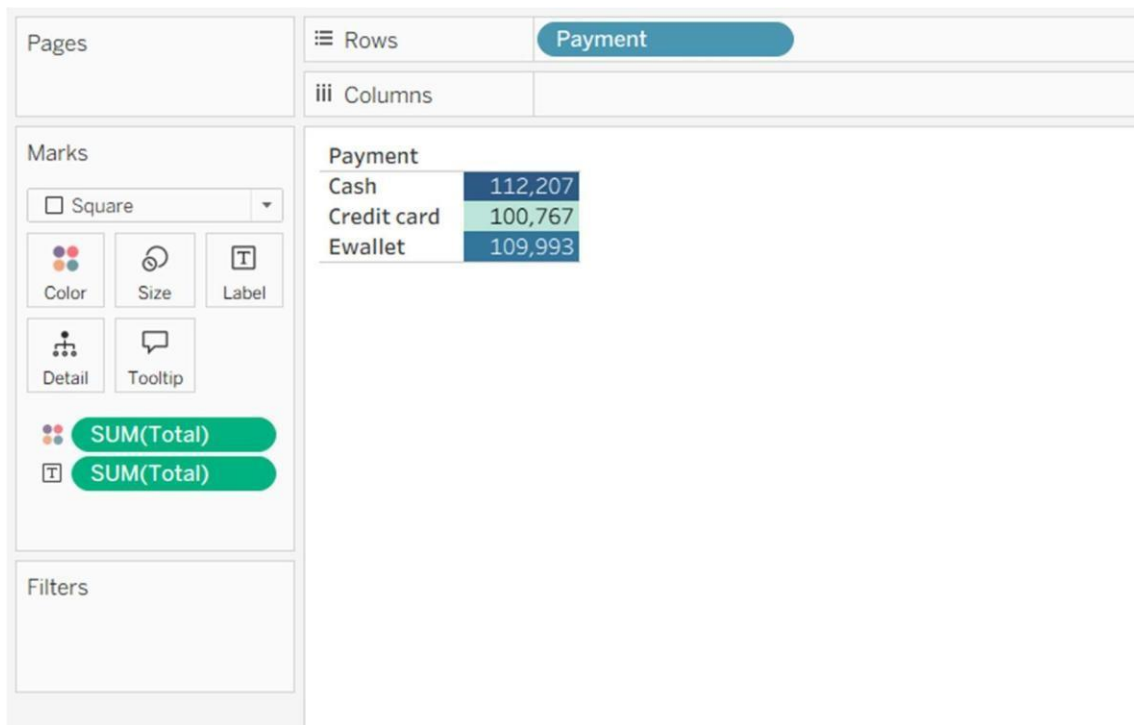 Pages
Rows
Payment
Columns
Marks
Square
Color
Size
Label
Detail
Tooltip
SUM(Total)
SUM(Total)
Filters
Payment
Cash 112,207
Credit card 100,767
Ewallet 109,993